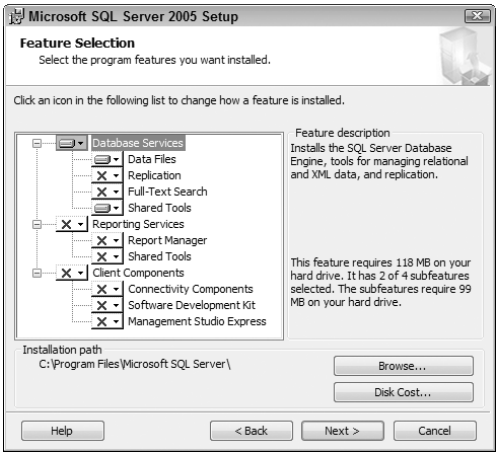 Microsoft SQL Server 2005 Setup
Feature Selection
Select the program features you want installed.
Click an icon in the following list to change how a feature is installed.
Database Services
Data Files
Replication
Full-Text Search
Shared Tools
Reporting Services
Report Manager
Shared Tools
Client Components
Connectivity Components
Software Development Kit
Management Studio Express
Feature description
Installs the SQL Server Database
Engine, tools for managing relational
and XML data, and replication.
This feature requires 118 MB on your
hard drive. It has 2 of 4 subfeatures
selected. The subfeatures require 99
MB on your hard drive.
Installation path
C:\Program Files\Microsoft SQL Server\
Browse...
Disk Cost...
Help
< Back
Next >
Cancel